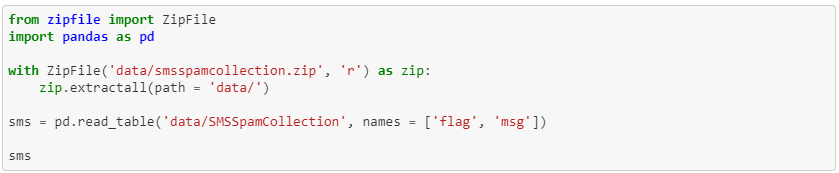 from zipfile import ZipFile
import pandas as pd
with ZipFile('data/smsspamcollection.zip', 'r') as zip:
    zip.extractall(path = 'data/')
sms = pd.read_table('data/SMSSpamCollection', names = ['flag', 'msg'])
sms